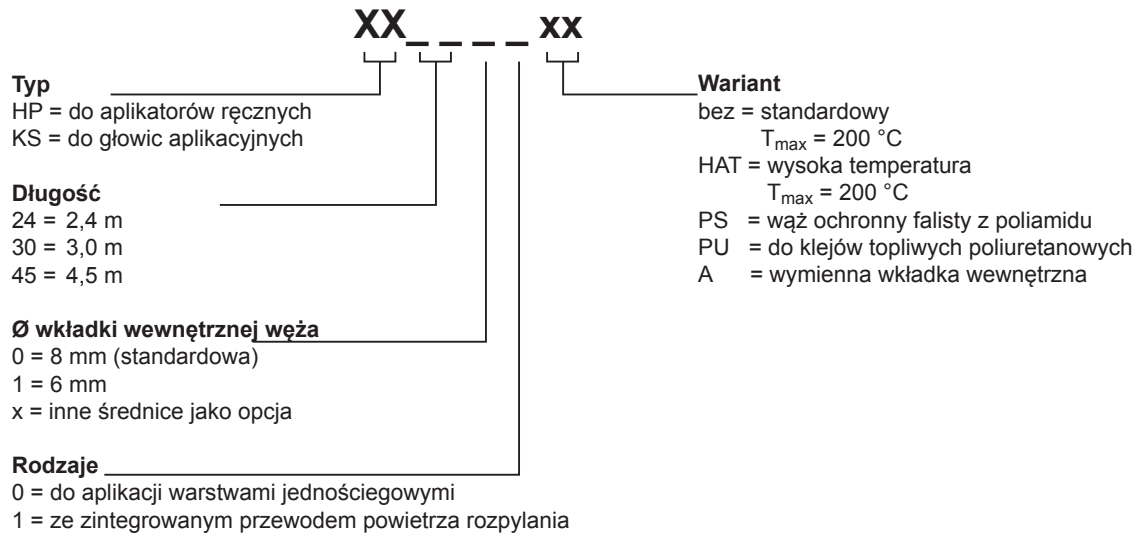 XX_ _ _ _ xx
Typ
HP = do aplikatorów ręcznych
KS = do głowic aplikacyjnych
Długość
24 = 2,4 m
30 = 3,0 m
45 = 4,5 m
Ø wkładki wewnętrznej węża
0 = 8 mm (standardowa)
1 = 6 mm
x = inne średnice jako opcja
Rodzaje
0 = do aplikacji warstwami jednościegowymi
1 = ze zintegrowanym przewodem powietrza rozpylania
Wariant
bez = standardowy
Tmax = 200 °C
HAT = wysoka temperatura
Tmax = 200 °C
PS = wąż ochronny falisty z poliamidu
PU = do klejów topliwych poliuretanowych
A = wymienna wkładka wewnętrzna